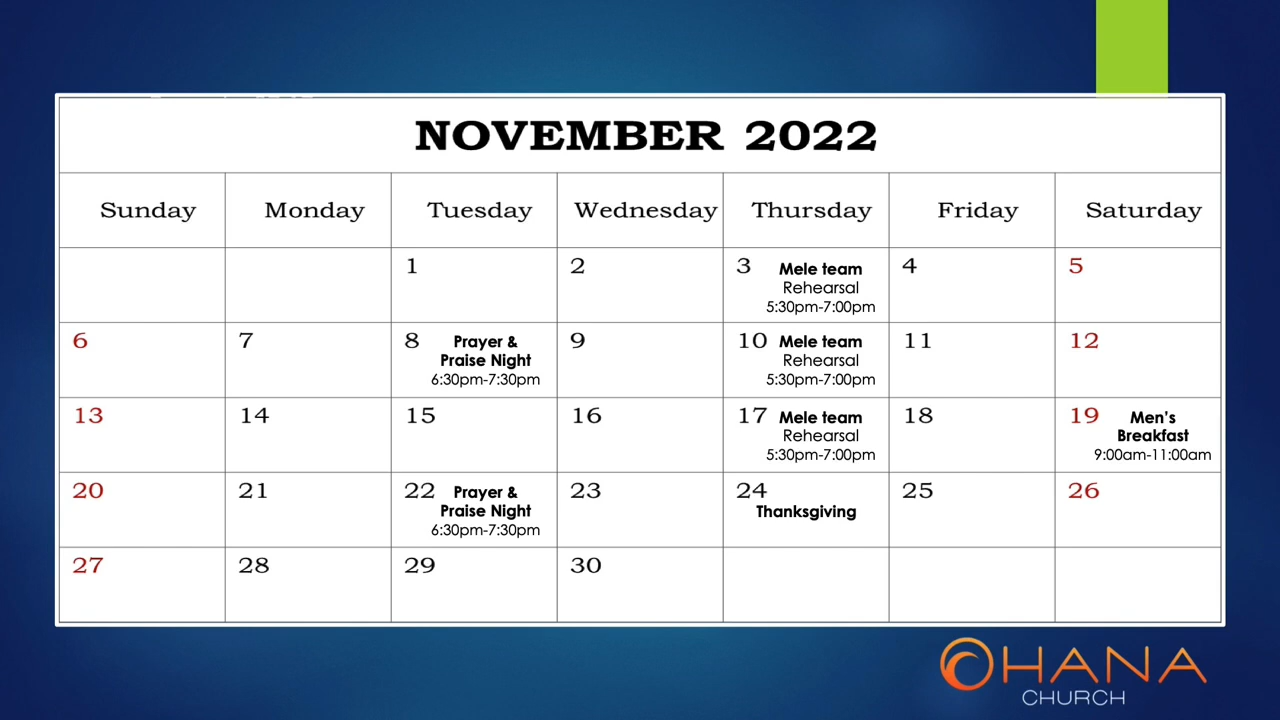 NOVEMBER 2022
Sunday Monday Tuesday Wednesday Thursday Friday Saturday
1 2 3 Mele team 4 5
Rehearsal
5:30pm-7:00pm
6 7 8 Prayer & 9 10 Mele team 11 12
Praise Night Rehearsal
6:30pm-7:30pm 5:30pm-7:00pm
13 14 15 16 17 Mele team 18 19 Men's
Rehearsal Breakfast
5:30pm-7:00pm 9:00am-11:00am
20 21 22 Prayer & 23 24 25 26
Praise Night Thanksgiving
6:30pm-7:30pm
27 28 29 30
OHANA
CHURCH